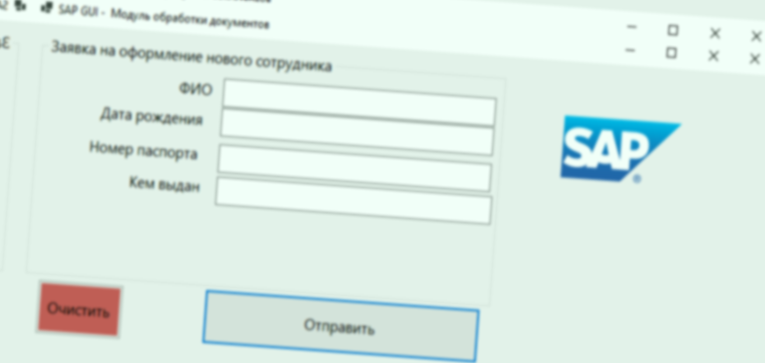 SAP GUI - Модуль обработки документов
Заявка на оформление нового сотрудника
ФИО
Дата рождения
Номер паспорта
Кем выдан
SAP ®
Очистить
Отправить